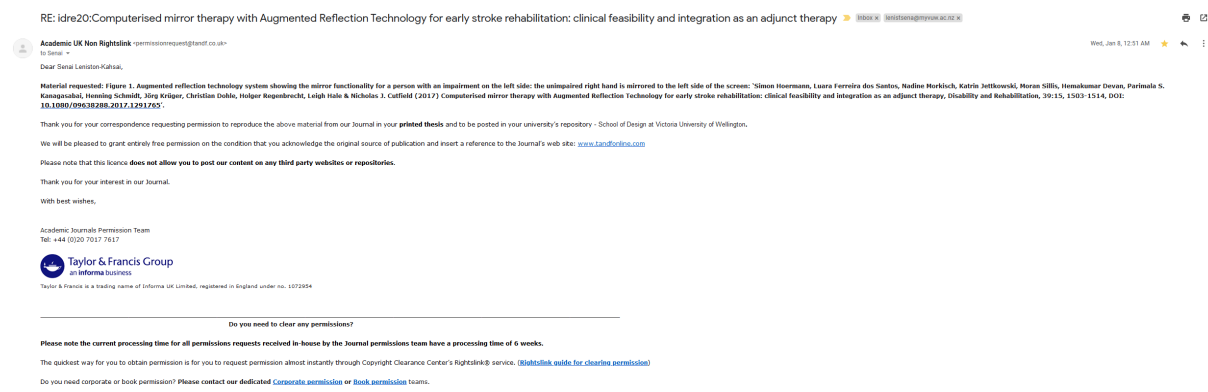 RE: idre20:Computerised mirror therapy with Augmented Reflection Technology for early stroke rehabilitation: clinical feasibility and integration as an adjunct therapy Inbox x lenistsena@myvuw.ac.nz x
Academic UK Non Rightslink <permissionrequest@tandf.co.uk> Wed, Jan 8, 12:51 AM
to Senai
Dear Senai Leniston-Kahsai,
Material requested: Figure 1. Augmented reflection technology system showing the mirror functionality for a person with an impairment on the left side: the unimpaired right hand is mirrored to the left side of the screen: 'Simon Hoermann, Luara Ferreira dos Santos, Nadine Morkisch, Katrin Jettkowski, Moran Sillis, Hemakumar Devan, Parimala S.
Kanagasabai, Henning Schmidt, Jörg Krüger, Christian Dohle, Holger Regenbrecht, Leigh Hale & Nicholas J. Cutfield (2017) Computerised mirror therapy with Augmented Reflection Technology for early stroke rehabilitation: clinical feasibility and integration as an adjunct therapy, Disability and Rehabilitation, 39:15, 1503-1514, DOI:
10.1080/09638288.2017.1291765'.
Thank you for your correspondence requesting permission to reproduce the above material from our Journal in your printed thesis and to be posted in your university's repository - School of Design at Victoria University of Wellington.
We will be pleased to grant entirely free permission on the condition that you acknowledge the original source of publication and insert a reference to the Journal's web site: www.tandfonline.com
Please note that this licence does not allow you to post our content on any third party websites or repositories.
Thank you for your interest in our Journal.
With best wishes,
Academic Journals Permission Team
Tel: +44 (0)20 7017 7617
Taylor & Francis Group
an informa business
Taylor & Francis is a trading name of Informa UK Limited, registered in England under no. 1072954
Do you need to clear any permissions?
Please note the current processing time for all permissions requests received in-house by the Journal permissions team have a processing time of 6 weeks.
The quickest way for you to obtain permission is for you to request permission almost instantly through Copyright Clearance Center's Rightslink® service. (Rightslink guide for clearing permission)
Do you need corporate or book permission? Please contact our dedicated Corporate permission or Book permission teams.